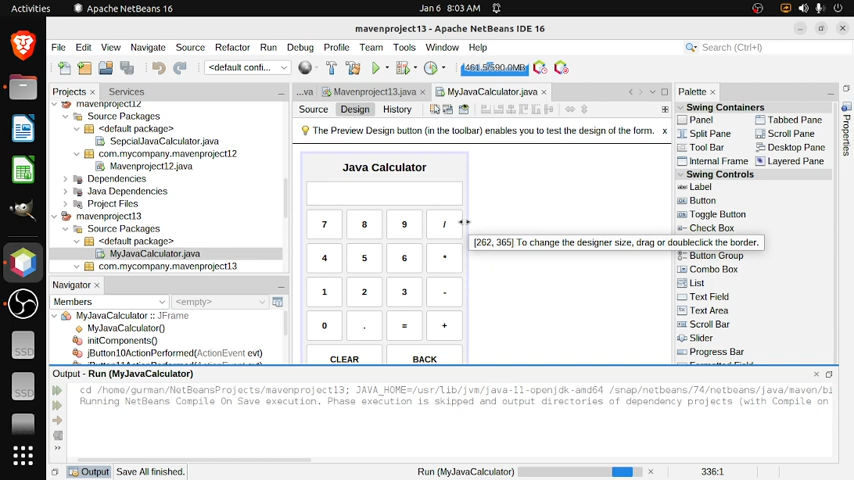 Activities
Apache NetBeans 16
Jan 6 8:03 AM
mavenproject13 - Apache NetBeans IDE 16
File Edit View Navigate Source Refactor Run Debug Profile Team Tools Window Help
Search (Ctrl+I)
<default confi...
461.5/590.0MB
Projects
Services
...va
Mavenproject13.java
MyJavaCalculator.java
Palette
mavenproject12
Source Packages
<default package>
SepcialJavaCalculator.java
com.mycompany.mavenproject12
Mavenproject12.java
Dependencies
Java Dependencies
Project Files
mavenproject13
Source Packages
<default package>
MyJavaCalculator.java
com.mycompany.mavenproject13
Source Design History
The Preview Design button (in the toolbar) enables you to test the design of the form.
x
Java Calculator
7 8 9 /
4 5 6 *
1 2 3 -
0 . = +
CLEAR BACK
[262, 365] To change the designer size, drag or doubleclick the border.
Swing Containers
Panel Tabbed Pane
Split Pane Scroll Pane
Tool Bar Desktop Pane
Internal Frame Layered Pane
Swing Controls
Label
Button
Toggle Button
Check Box
Button Group
Combo Box
List
Text Field
Text Area
Scroll Bar
Slider
Progress Bar
Properties
Navigator
Members
<empty>
MyJavaCalculator :: JFrame
MyJavaCalculator()
initComponents()
jButton10ActionPerformed(ActionEvent evt)
SSD
SSD
Output - Run (MyJavaCalculator)
cd /home/gurman/NetBeansProjects/mavenproject13; JAVA_HOME=/usr/lib/jvm/java-11-openjdk-amd64 /snap/netbeans/74/netbeans/java/maven/bi
Running NetBeans Compile On Save execution. Phase execution is skipped and output directories of dependency projects (with Compile on
Output
Save All finished.
Run (MyJavaCalculator)
336:1